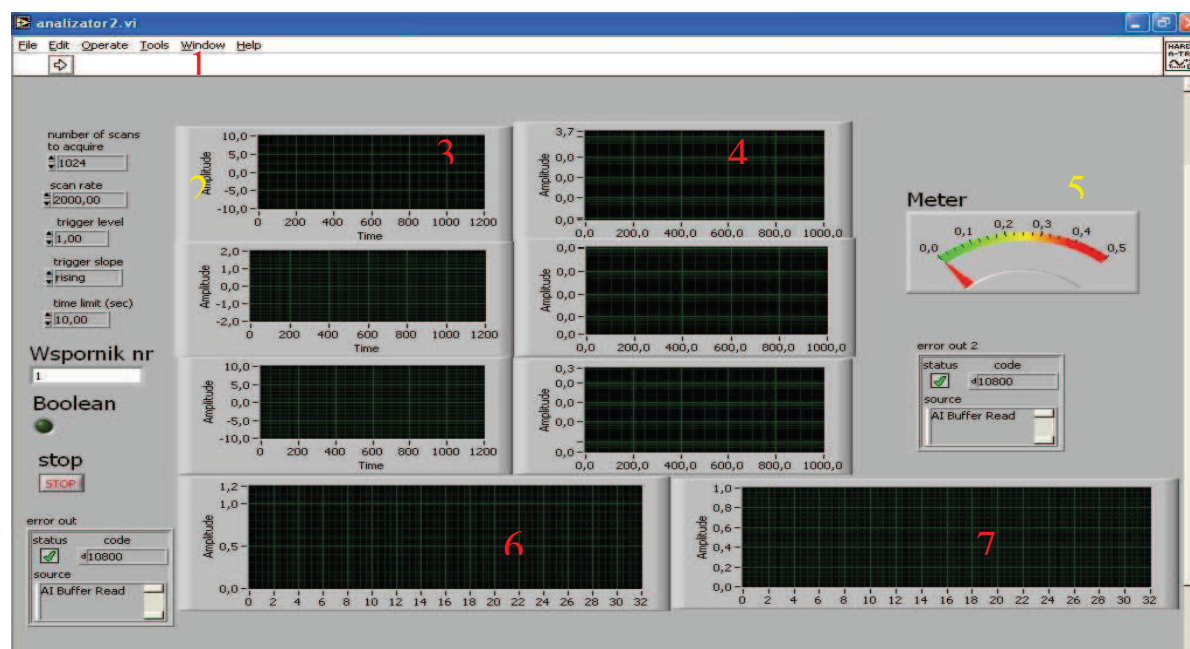 analizator2.vi
File Edit Operate Tools Window Help
1
HARD
number of scans
to acquire
1024
scan rate
2000,00
trigger level
1,00
trigger slope
rising
time limit (sec)
10,00
Wspornik nr
1
Boolean
stop
STOP
error out
status code
d10800
source
AI Buffer Read
2
3
Amplitude
10,0
5,0
0,0
-5,0
-10,0
0 200 400 600 800 1000 1200
Time
4
Amplitude
3,7
0,0
0,0
0,0
0,0
0,0 200,0 400,0 600,0 800,0 1000,0
Amplitude
2,0
1,0
0,0
-1,0
-2,0
0 200 400 600 800 1000 1200
Time
Amplitude
0,0
0,0
0,0
0,0
0,0
0,0 200,0 400,0 600,0 800,0 1000,0
Amplitude
10,0
5,0
0,0
-5,0
-10,0
0 200 400 600 800 1000 1200
Time
Amplitude
0,3
0,0
0,0
0,0
0,0
0,0 200,0 400,0 600,0 800,0 1000,0
5
Meter
0,0 0,1 0,2 0,3 0,4 0,5
error out 2
status code
d10800
source
AI Buffer Read
6
Amplitude
1,2
1,0
0,5
0,0
0 2 4 6 8 10 12 14 16 18 20 22 24 26 28 30 32
7
Amplitude
1,0
0,8
0,6
0,4
0,2
0,0
0 2 4 6 8 10 12 14 16 18 20 22 24 26 28 30 32